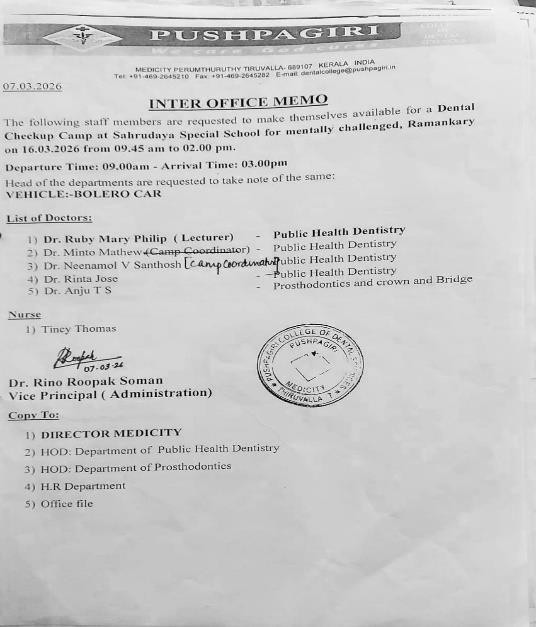 PUSHPAGIRI
We care God cures
COLLEGE
OF DENTAL
MEDICITY PERUMTHURUTHY TIRUVALLA- 689107 KERALA INDIA
Tel: +91-469-2645210 Fax: +91-469-2645282 E-mail: dentalcollege@pushpagiri.in
07.03.2026
INTER OFFICE MEMO
The following staff members are requested to make themselves available for a Dental
Checkup Camp at Sahrudaya Special School for mentally challenged, Ramankary
on 16.03.2026 from 09.45 am to 02.00 pm.
Departure Time: 09.00am - Arrival Time: 03.00pm
Head of the departments are requested to take note of the same:
VEHICLE:-BOLERO CAR
List of Doctors:
1) Dr. Ruby Mary Philip ( Lecturer) - Public Health Dentistry
2) Dr. Minto Mathew (Camp Coordinator) - Public Health Dentistry
3) Dr. Neenamol V Santhosh [Camp Coordinator] Public Health Dentistry
4) Dr. Rinta Jose - Public Health Dentistry
5) Dr. Anju T S - Prosthodontics and crown and Bridge
Nurse
1) Tincy Thomas
Roopak
07-03-26
PUSHPAGIRI COLLEGE OF DENTAL
PUSHPAGIRI
MEDICITY
THIRUVALLA
Dr. Rino Roopak Soman
Vice Principal ( Administration)
Copy To:
1) DIRECTOR MEDICITY
2) HOD: Department of Public Health Dentistry
3) HOD: Department of Prosthodontics
4) H.R Department
5) Office file